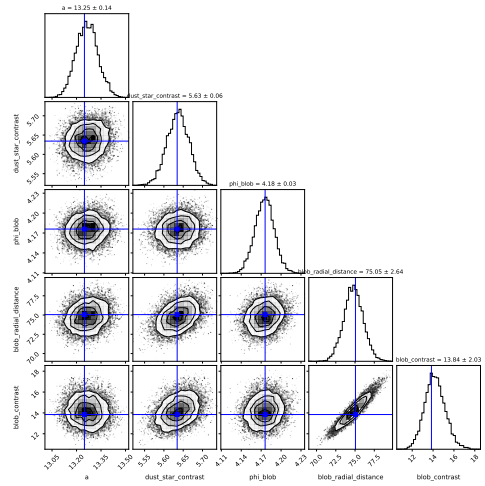 a = 13.25 ± 0.14
dust_star_contrast = 5.63 ± 0.06
dust_star_contrast
5.70
5.65
5.60
5.55
phi_blob = 4.18 ± 0.03
phi_blob
4.23
4.20
4.17
4.14
4.11
blob_radial_distance = 75.05 ± 2.64
blob_radial_distance
77.5
75.0
72.5
70.0
blob_contrast = 13.84 ± 2.03
blob_contrast
18
16
14
12
13.05 13.20 13.35 13.50
5.55 5.60 5.65 5.70
4.11 4.14 4.17 4.20 4.23
70.0 72.5 75.0 77.5
12 14 16 18
a dust_star_contrast phi_blob blob_radial_distance blob_contrast